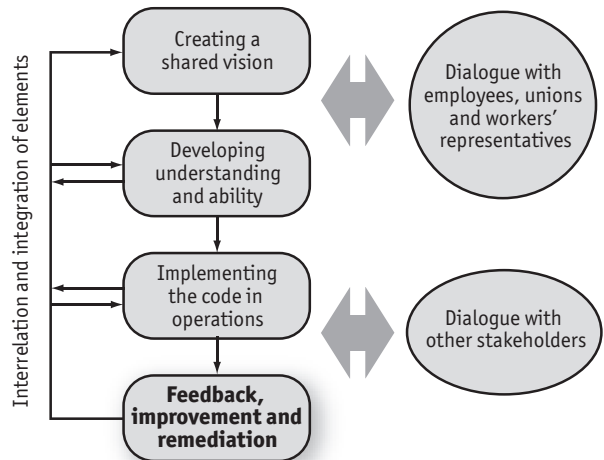 Interrelation and integration of elements
Creating a
shared vision
Developing
understanding
and ability
Implementing
the code in
operations
Feedback,
improvement and
remediation
Dialogue with
employees, unions
and workers’
representatives
Dialogue with
other stakeholders